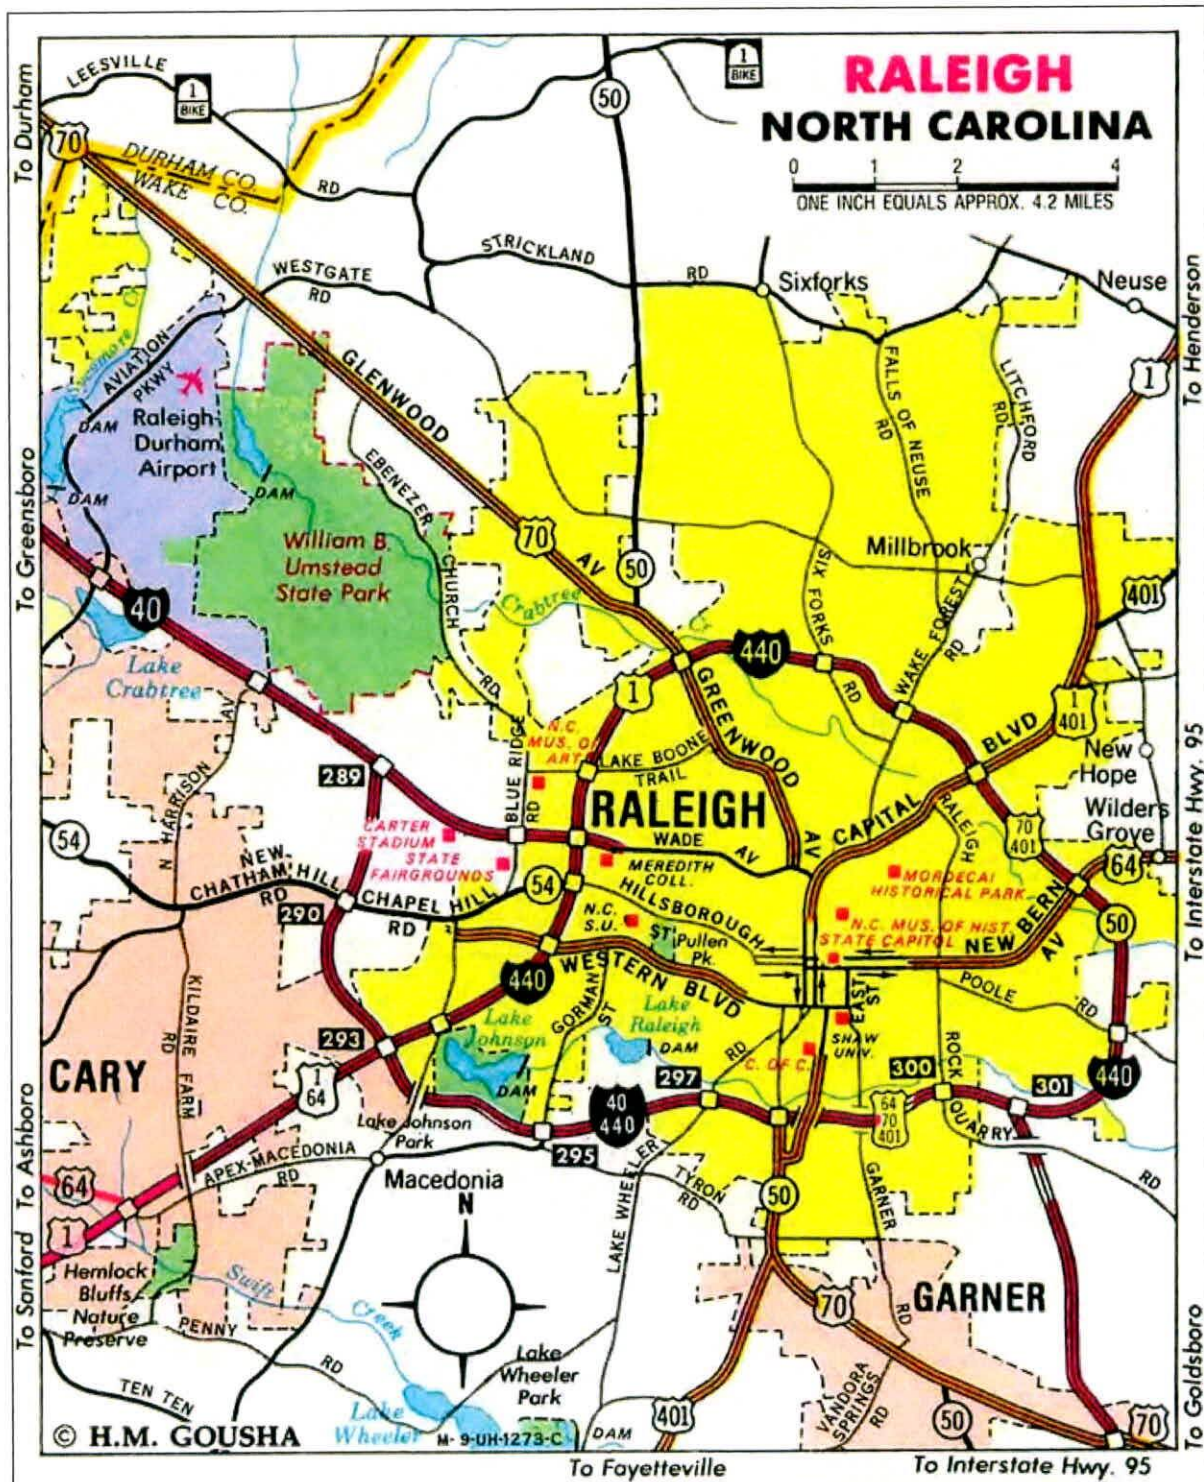 RALEIGH
NORTH CAROLINA
0 1 2 4
ONE INCH EQUALS APPROX. 4.2 MILES
LEESVILLE
RD
1
BIKE
1
BIKE
50
To Durham
70
DURHAM CO.
WAKE CO.
STRICKLAND
RD
Sixforks
Neuse
To Henderson
WESTGATE
RD
Sycamore Cr.
AVIATION
PKWY
DAM
Raleigh-
Durham
Airport
DAM
GLENWOOD
AV
FALLS OF NEUSE
RD
LITCHFORD
RD
1
EBENEZER
CHURCH
RD
DAM
70
50
To Greensboro
William B.
Umstead
State Park
Millbrook
401
40
Crabtree
Cr.
SIX FORKS
RD
WAKE FOREST
RD
440
Lake
Crabtree
1
GREENWOOD
AV
1
401
N HARRISON
AV
BLUE RIDGE
RD
N.C.
MUS. OF
ART
LAKE BOONE
TRAIL
BLVD
CAPITAL
New
Hope
To Interstate Hwy. 95
289
RALEIGH
RALEIGH
70
401
Wilders
Grove
54
CARTER
STADIUM
STATE
FAIRGROUNDS
WADE
AV
MEREDITH
COLL.
64
NEW
CHATHAM HILL
RD
CHAPEL HILL
RD
54
MORDECAI
HISTORICAL PARK
HILLSBOROUGH
ST
290
N.C.
S.U.
Pullen
Pk.
N.C. MUS. OF HIST.
STATE CAPITOL
NEW BERN
AV
50
440
WESTERN BLVD
GORMAN
ST
EAST ST
POOLE
RD
KILDAIRE FARM
RD
293
Lake
Johnson
DAM
Lake
Raleigh
DAM
RD
C. OF C.
SHAW
UNIV.
ROCK
QUARRY
RD
CARY
1
64
297
300
301
440
40
440
64
70
401
Lake Johnson
Park
295
To Ashboro
APEX-MACEDONIA
RD
Macedonia
64
1
LAKE WHEELER
RD
TYRON
RD
50
GARNER
RD
N
To Sanford
Hemlock
Bluffs
Nature
Preserve
Swift
Creek
GARNER
70
PENNY
RD
Lake
Wheeler
Park
TEN TEN
Lake
Wheeler
DAM
401
VANDORA
SPRINGS
RD
50
70
To Goldsboro
© H.M. GOUSHA
M-9-UH-1273-C
To Fayetteville
To Interstate Hwy. 95